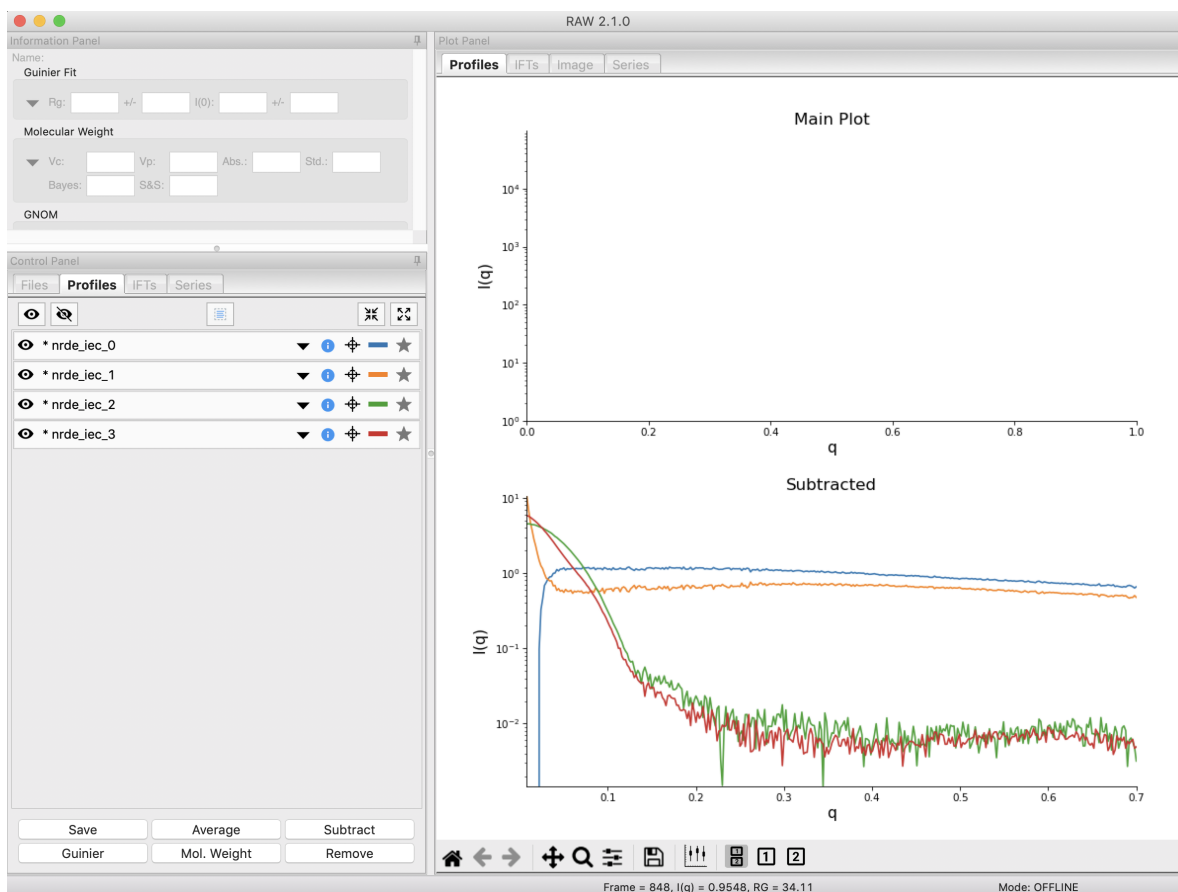 RAW 2.1.0
Information Panel
Name:
Guinier Fit
Rg: +/- I(0): +/-
Molecular Weight
Vc: Vp: Abs.: Std.:
Bayes: S&S:
GNOM
Control Panel
Files Profiles IFTs Series
* nrde_iec_0
* nrde_iec_1
* nrde_iec_2
* nrde_iec_3
Save Average Subtract
Guinier Mol. Weight Remove
Plot Panel
Profiles IFTs Image Series
Main Plot
I(q)
10⁴
10³
10²
10¹
10⁰
0.0 0.2 0.4 0.6 0.8 1.0
q
Subtracted
I(q)
10¹
10⁰
10⁻¹
10⁻²
0.1 0.2 0.3 0.4 0.5 0.6 0.7
q
1 2 1 2
Frame = 848, I(q) = 0.9548, RG = 34.11 Mode: OFFLINE